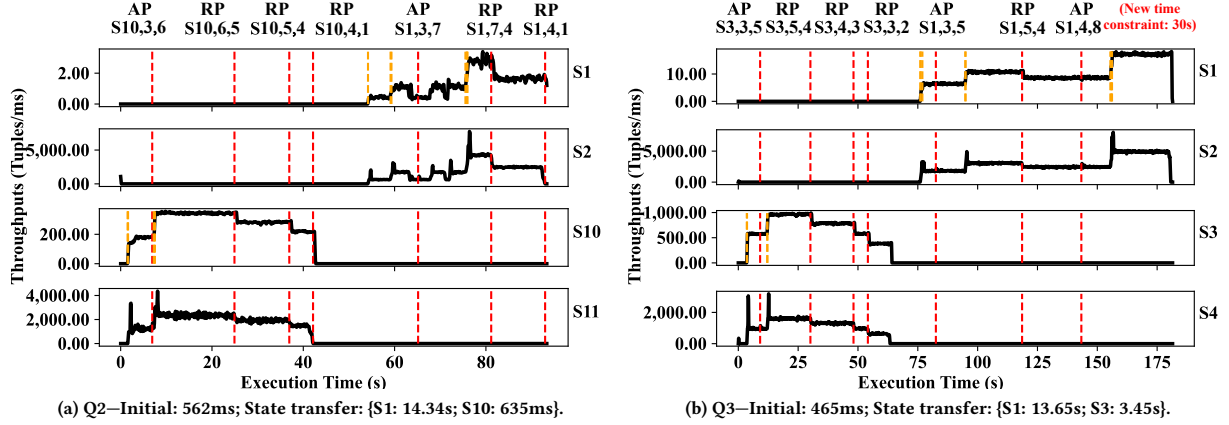 AP RP RP RP AP RP RP
S10,3,6 S10,6,5 S10,5,4 S10,4,1 S1,3,7 S1,7,4 S1,4,1
Throughputs (Tuples/ms)
2.00
0.00
S1
5,000.00
0.00
S2
200.00
0.00
S10
4,000.00
2,000.00
0.00
S11
0 20 40 60 80
Execution Time (s)
(a) Q2—Initial: 562ms; State transfer: {S1: 14.34s; S10: 635ms}.
AP RP RP RP AP RP AP (New time
S3,3,5 S3,5,4 S3,4,3 S3,3,2 S1,3,5 S1,5,4 S1,4,8 constraint: 30s)
Throughputs (Tuples/ms)
10.00
0.00
S1
5,000.00
0.00
S2
1,000.00
500.00
0.00
S3
2,000.00
0.00
S4
0 25 50 75 100 125 150 175
Execution Time (s)
(b) Q3—Initial: 465ms; State transfer: {S1: 13.65s; S3: 3.45s}.